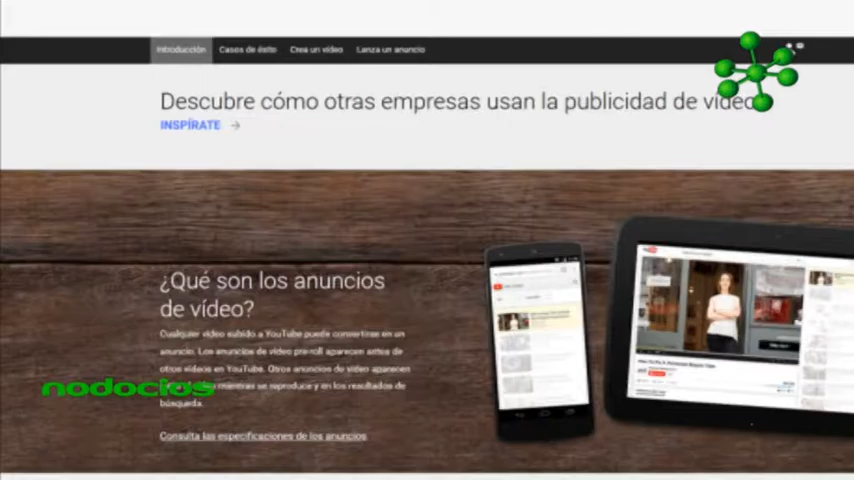 Introducción Casos de éxito Crea un vídeo Lanza un anuncio
Descubre cómo otras empresas usan la publicidad de vídeo
INSPÍRATE →
¿Qué son los anuncios
de vídeo?
Cualquier vídeo subido a YouTube puede convertirse en un
anuncio. Los anuncios de vídeo pre-roll aparecen antes de
otros vídeos en YouTube. Otros anuncios de vídeo aparecen
mientras se reproduce y en los resultados de
búsqueda.
nodocios
Consulta las especificaciones de los anuncios